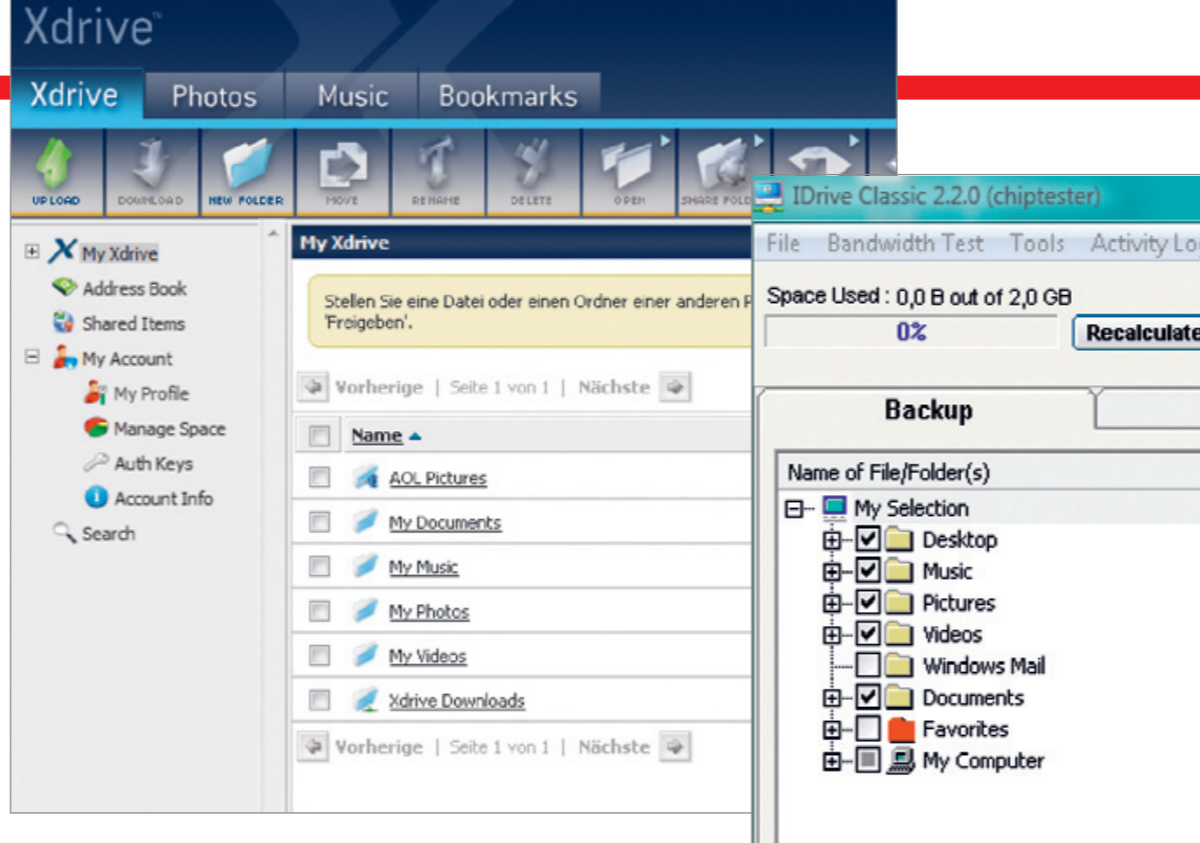 Xdrive™
Xdrive Photos Music Bookmarks
UPLOAD DOWNLOAD NEW FOLDER MOVE RENAME DELETE OPEN SHARE FOLD
My Xdrive
Address Book
Shared Items
My Account
My Profile
Manage Space
Auth Keys
Account Info
Search
My Xdrive
Stellen Sie eine Datei oder einen Ordner einer anderen P
'Freigeben'.
Vorherige | Seite 1 von 1 | Nächste
Name
AOL Pictures
My Documents
My Music
My Photos
My Videos
Xdrive Downloads
Vorherige | Seite 1 von 1 | Nächste
IDrive Classic 2.2.0 (chiptester)
File Bandwidth Test Tools Activity Lo
Space Used : 0,0 B out of 2,0 GB
0% Recalculate
Backup
Name of File/Folder(s)
My Selection
Desktop
Music
Pictures
Videos
Windows Mail
Documents
Favorites
My Computer